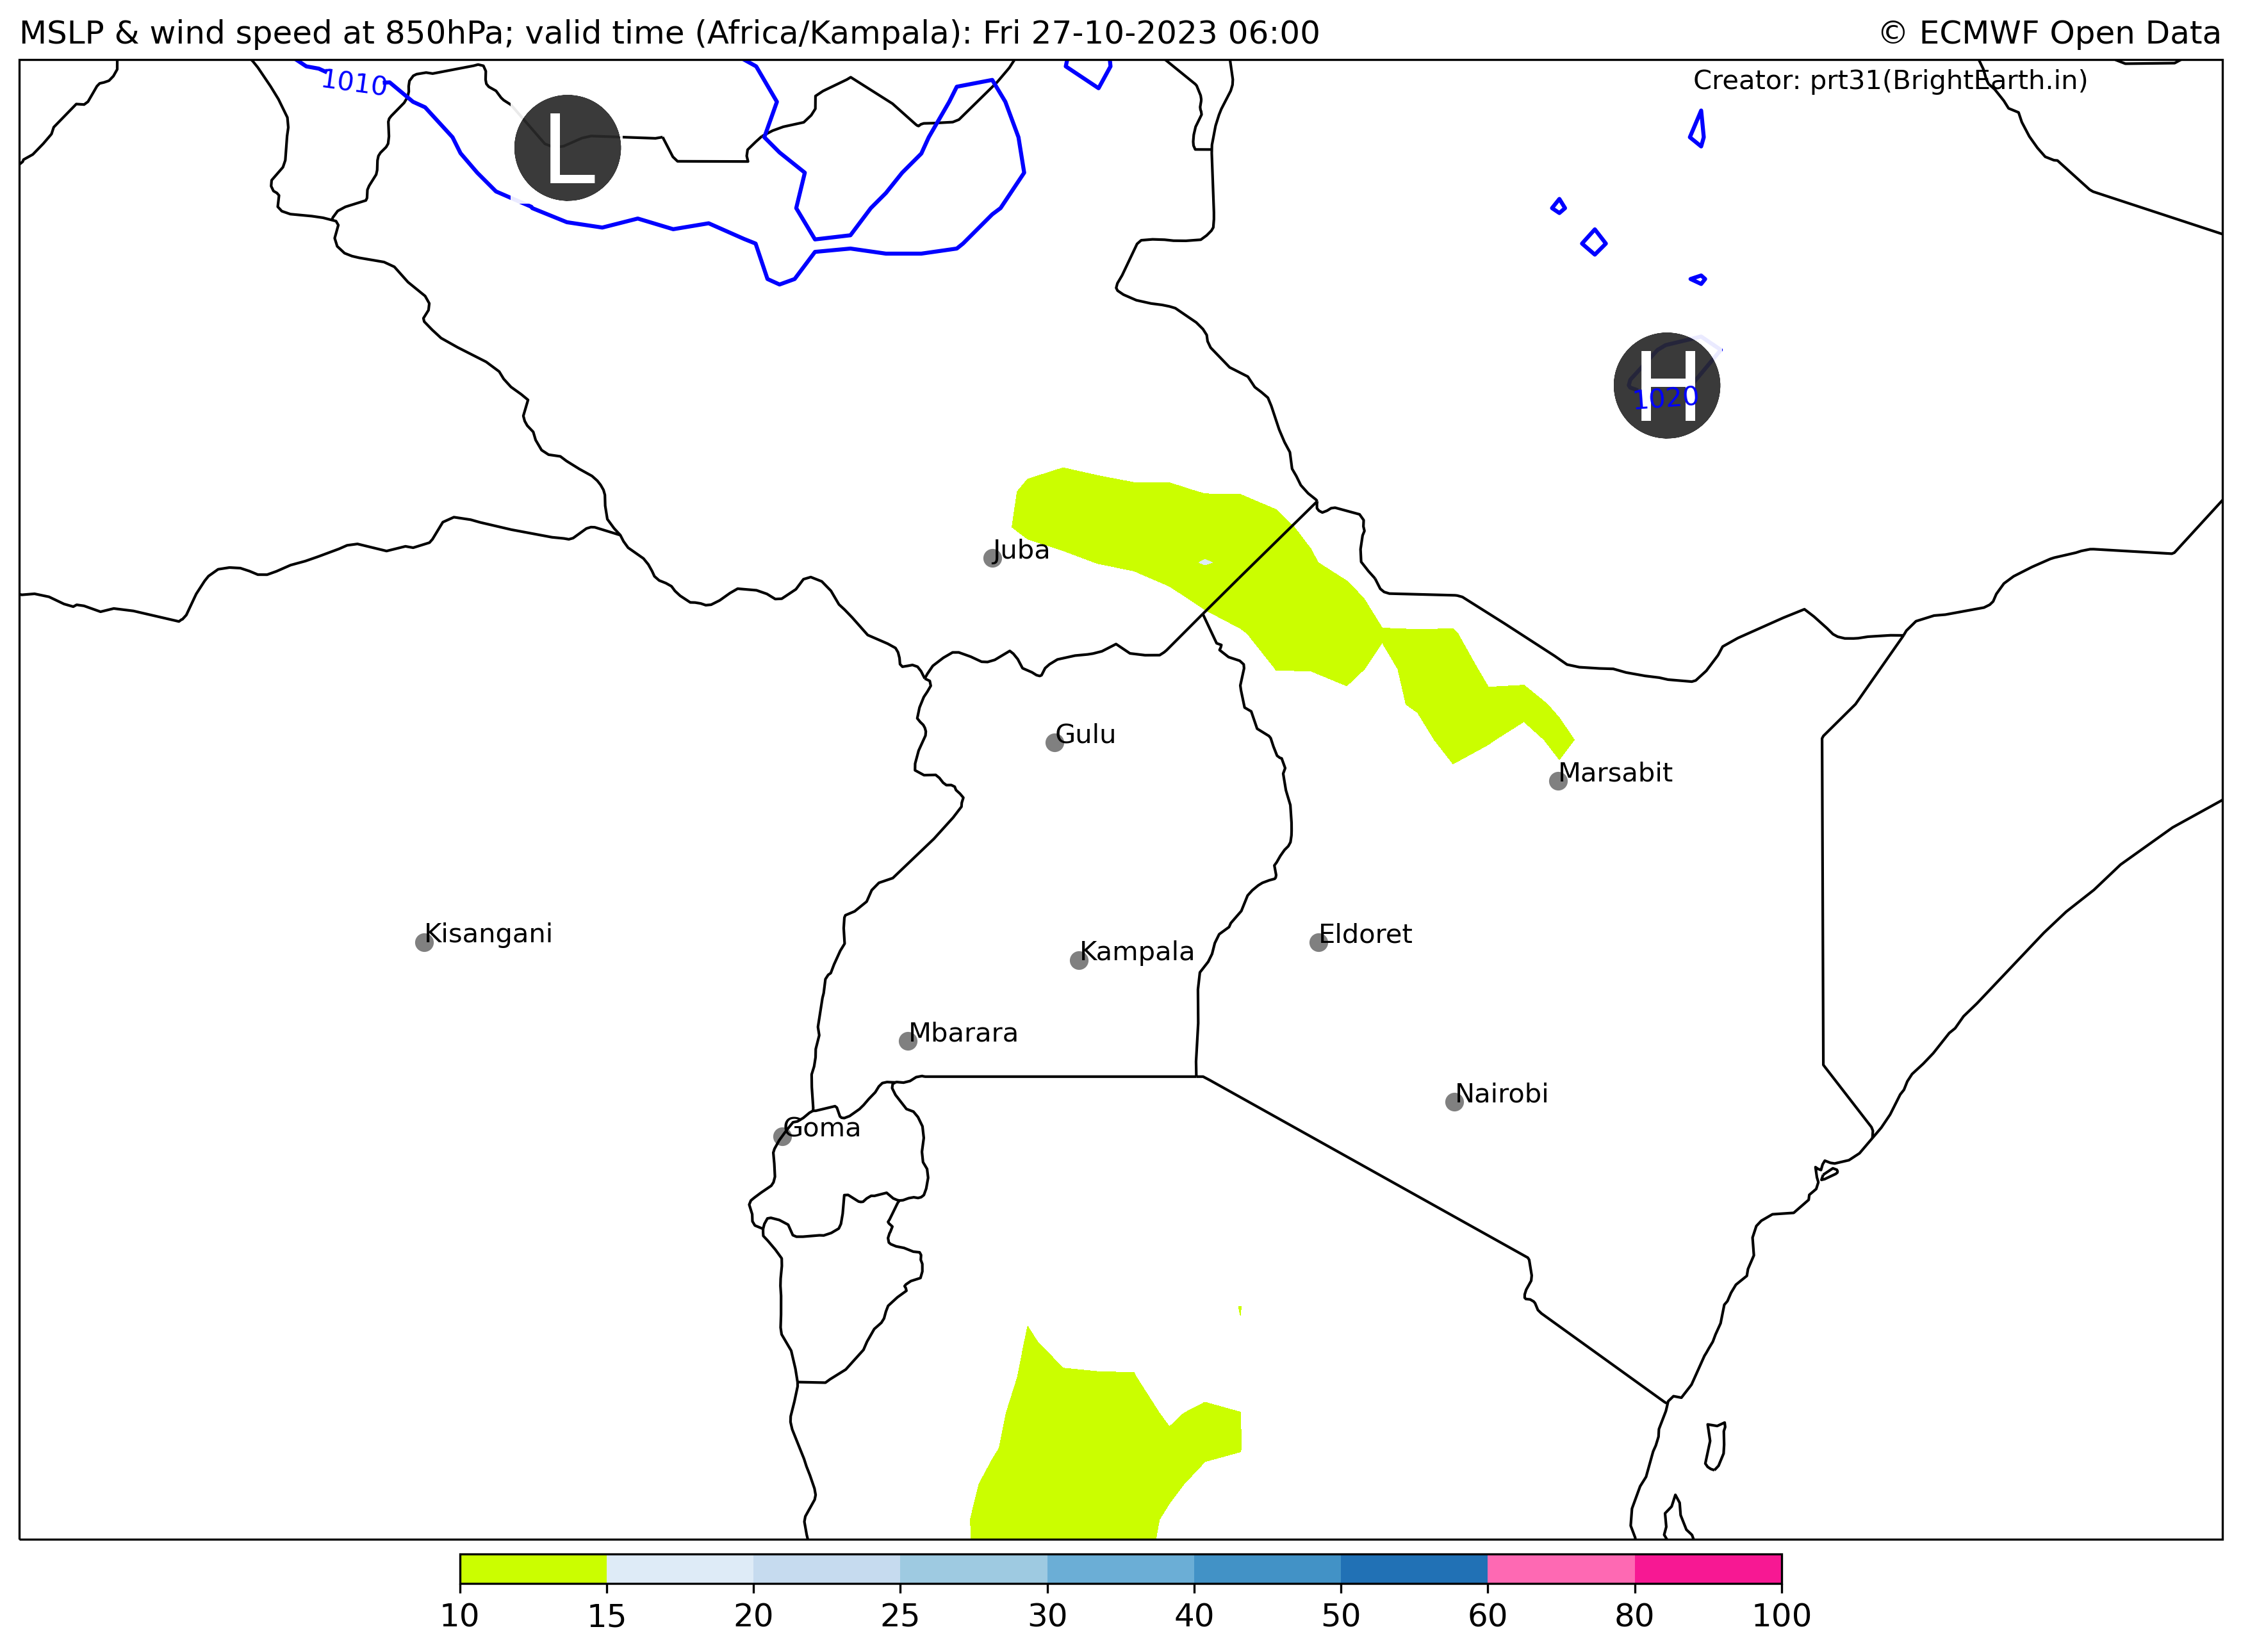 MSLP & wind speed at 850hPa; valid time (Africa/Kampala): Fri 27-10-2023 06:00
© ECMWF Open Data
Creator: prt31(BrightEarth.in)
1010
L
H
1020
Juba
Gulu
Marsabit
Kisangani
Eldoret
Kampala
Mbarara
Nairobi
Goma
10 15 20 25 30 40 50 60 80 100